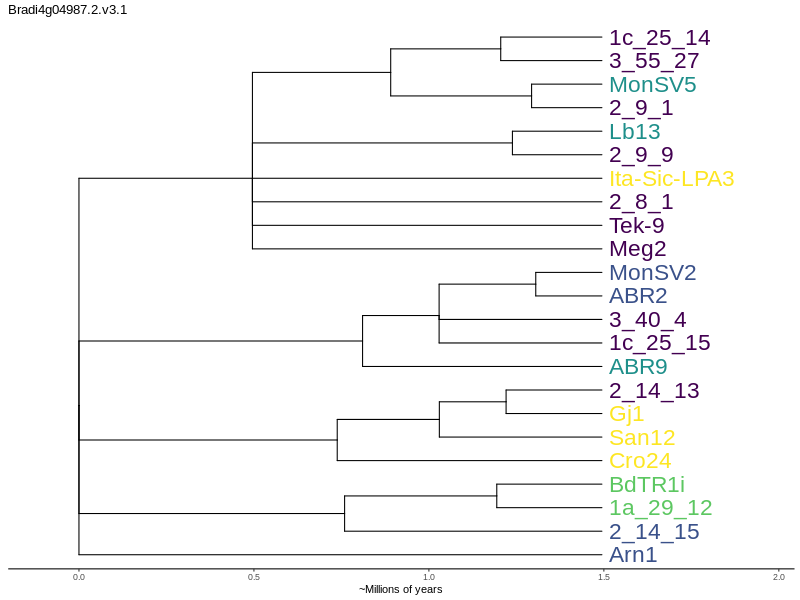 Bradi4g04987.2.v3.1
1c_25_14
3_55_27
MonSV5
2_9_1
Lb13
2_9_9
Ita-Sic-LPA3
2_8_1
Tek-9
Meg2
MonSV2
ABR2
3_40_4
1c_25_15
ABR9
2_14_13
Gj1
San12
Cro24
BdTR1i
1a_29_12
2_14_15
Arn1
0.0 0.5 1.0 1.5 2.0
~Millions of years